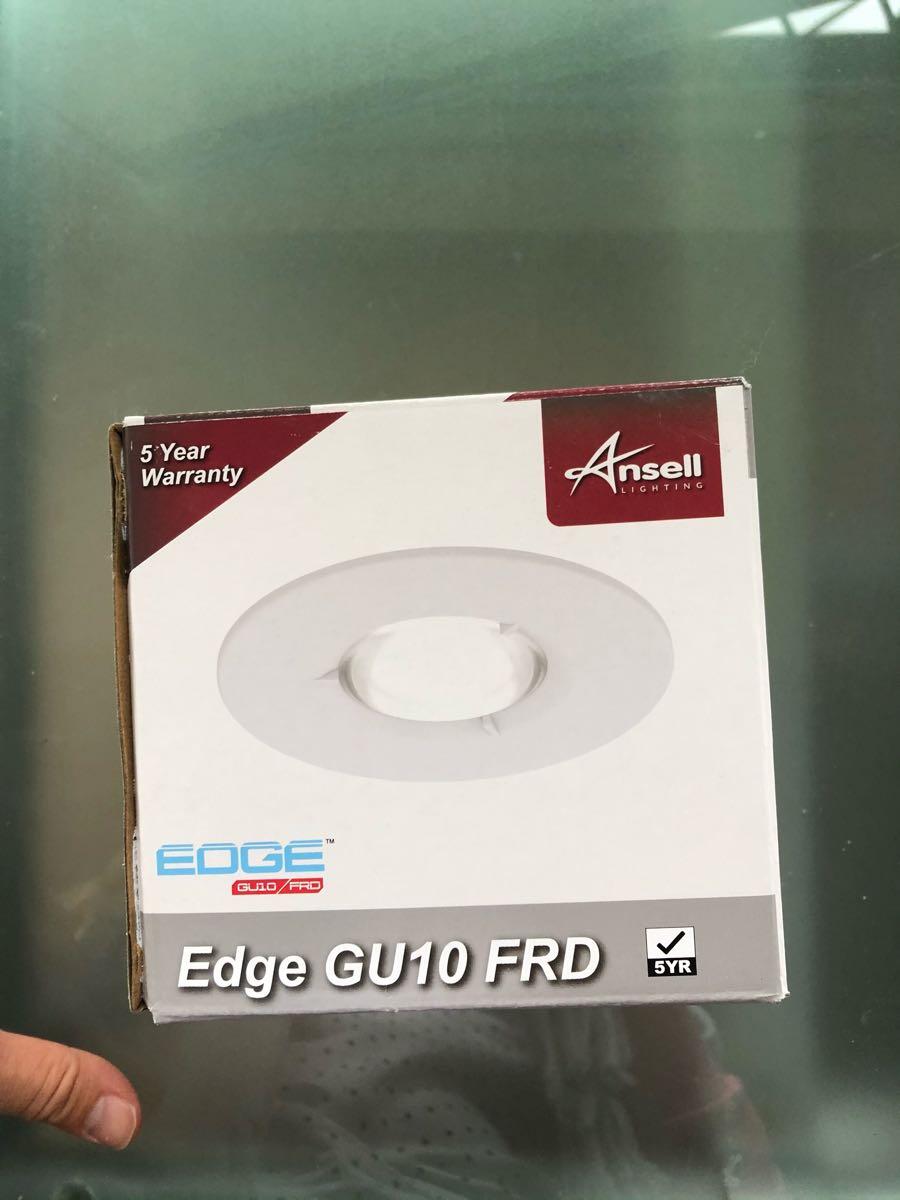 5 Year
Warranty
Ansell
LIGHTING
EDGE™
GU10/FRD
Edge GU10 FRD
5YR